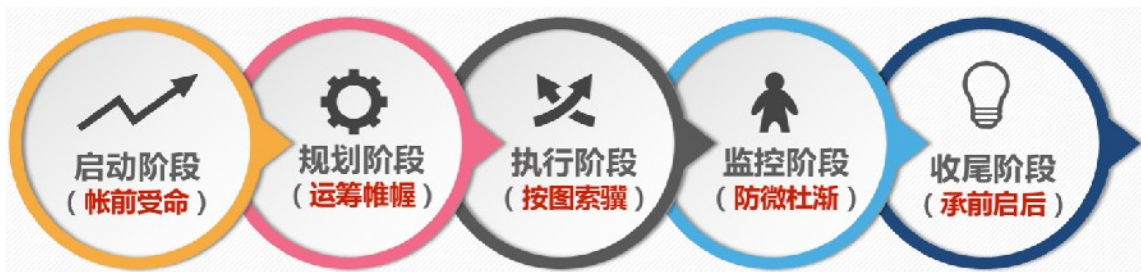 启动阶段
（帐前受命）
规划阶段
（运筹帷幄）
执行阶段
（按图索骥）
监控阶段
（防微杜渐）
收尾阶段
（承前启后）